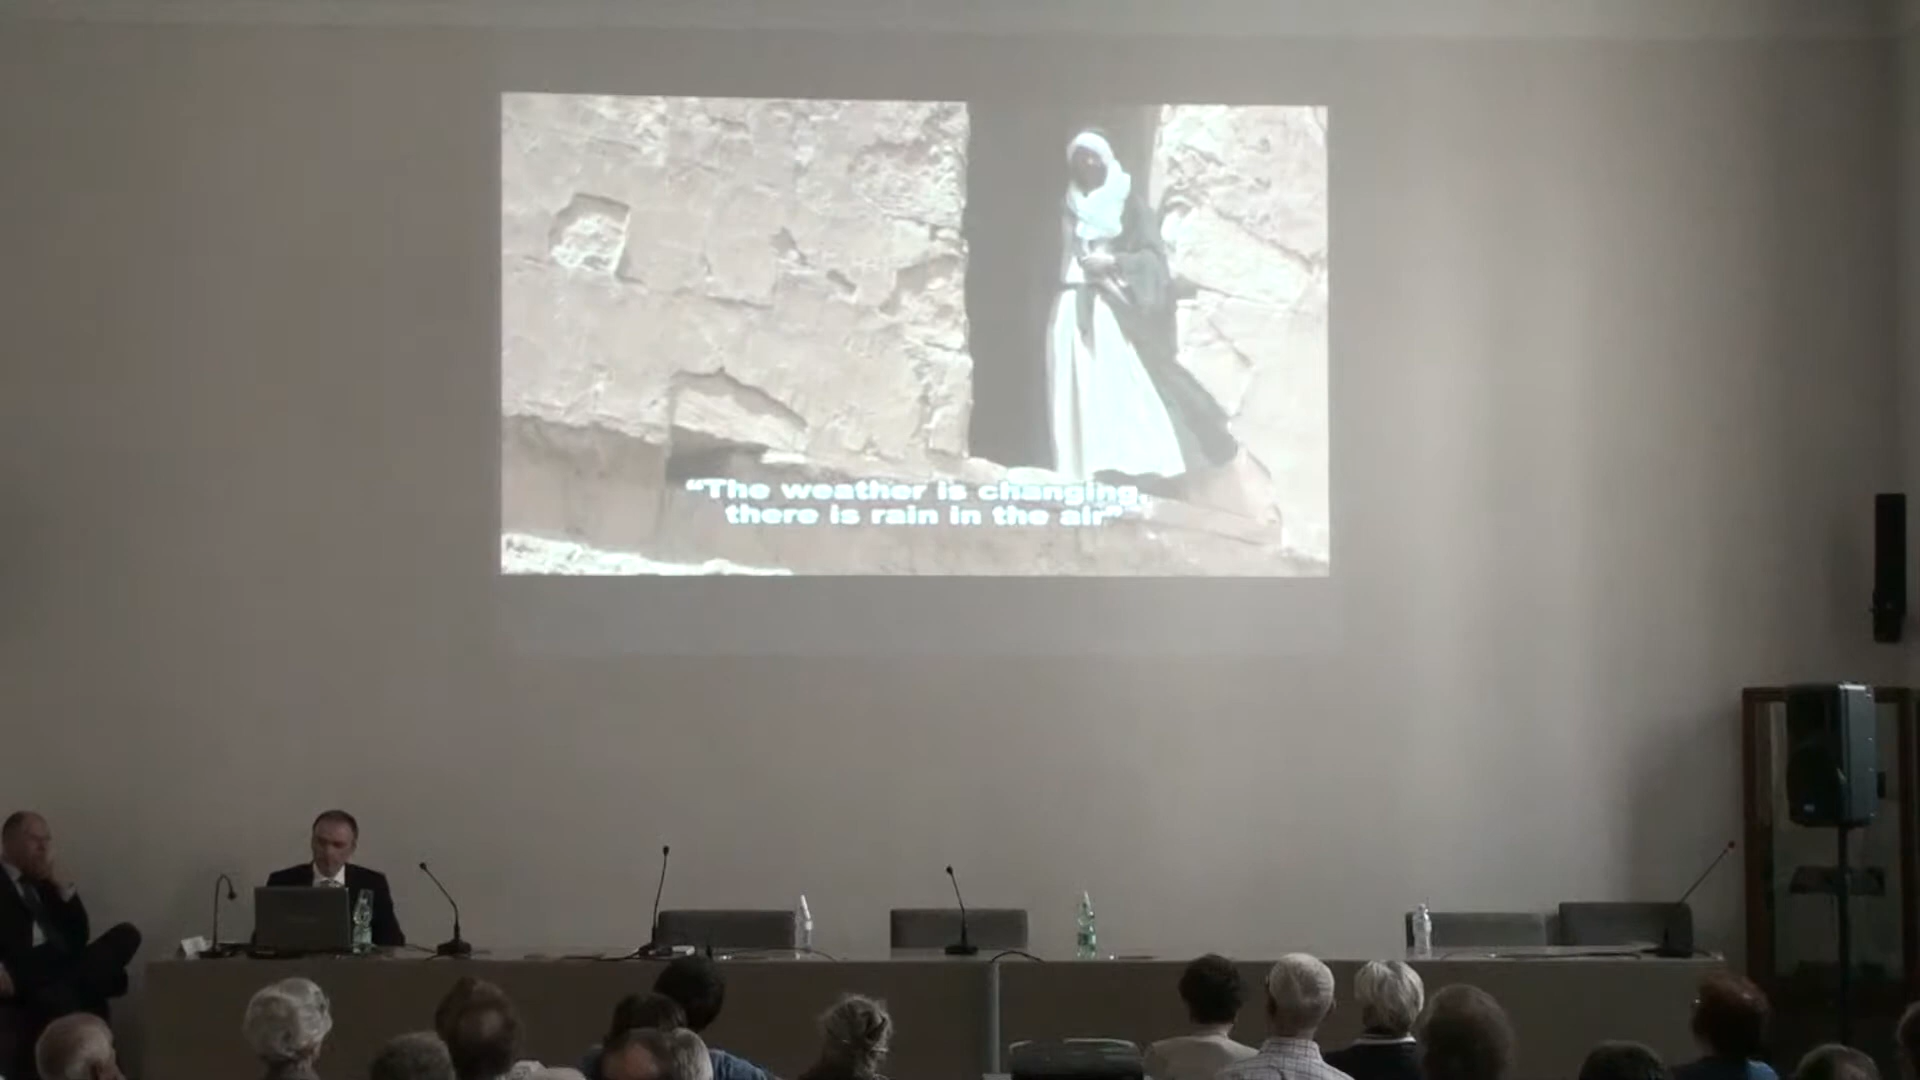 “The weather is changing,
there is rain in the air”